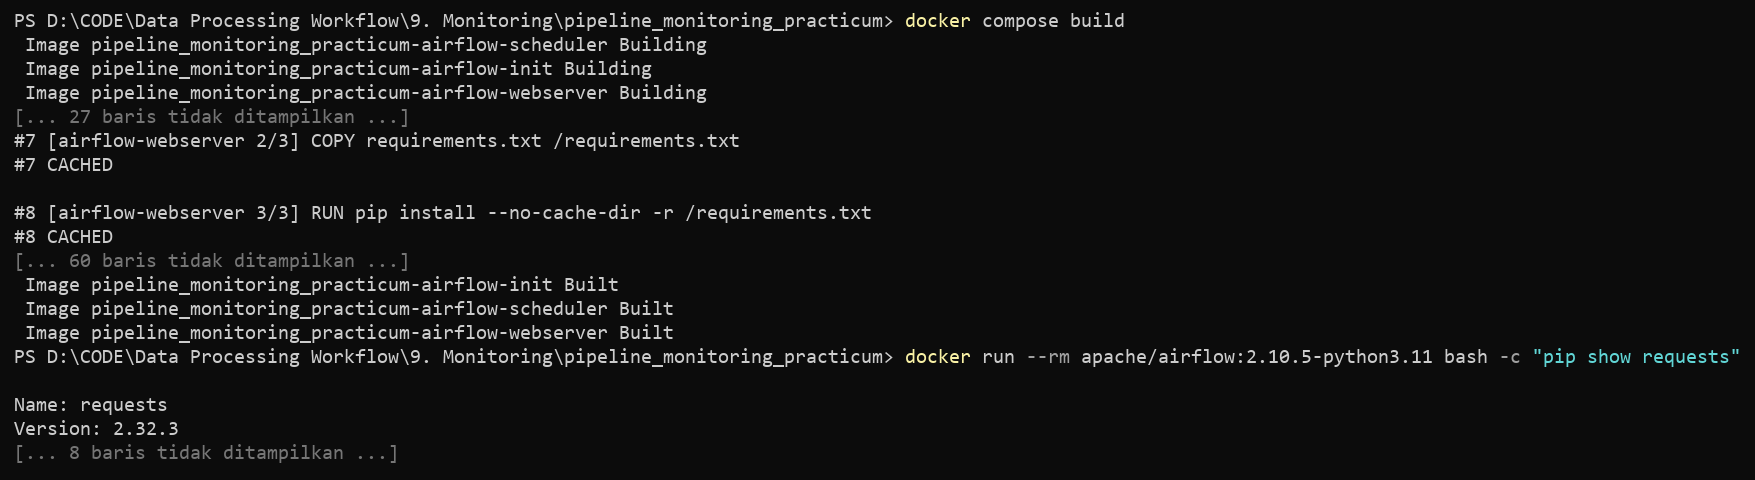 PS D:\CODE\Data Processing Workflow\9. Monitoring\pipeline_monitoring_practicum> docker compose build
 Image pipeline_monitoring_practicum-airflow-scheduler Building
 Image pipeline_monitoring_practicum-airflow-init Building
 Image pipeline_monitoring_practicum-airflow-webserver Building
[... 27 baris tidak ditampilkan ...]
#7 [airflow-webserver 2/3] COPY requirements.txt /requirements.txt
#7 CACHED

#8 [airflow-webserver 3/3] RUN pip install --no-cache-dir -r /requirements.txt
#8 CACHED
[... 60 baris tidak ditampilkan ...]
 Image pipeline_monitoring_practicum-airflow-init Built
 Image pipeline_monitoring_practicum-airflow-scheduler Built
 Image pipeline_monitoring_practicum-airflow-webserver Built
PS D:\CODE\Data Processing Workflow\9. Monitoring\pipeline_monitoring_practicum> docker run --rm apache/airflow:2.10.5-python3.11 bash -c "pip show requests"

Name: requests
Version: 2.32.3
[... 8 baris tidak ditampilkan ...]